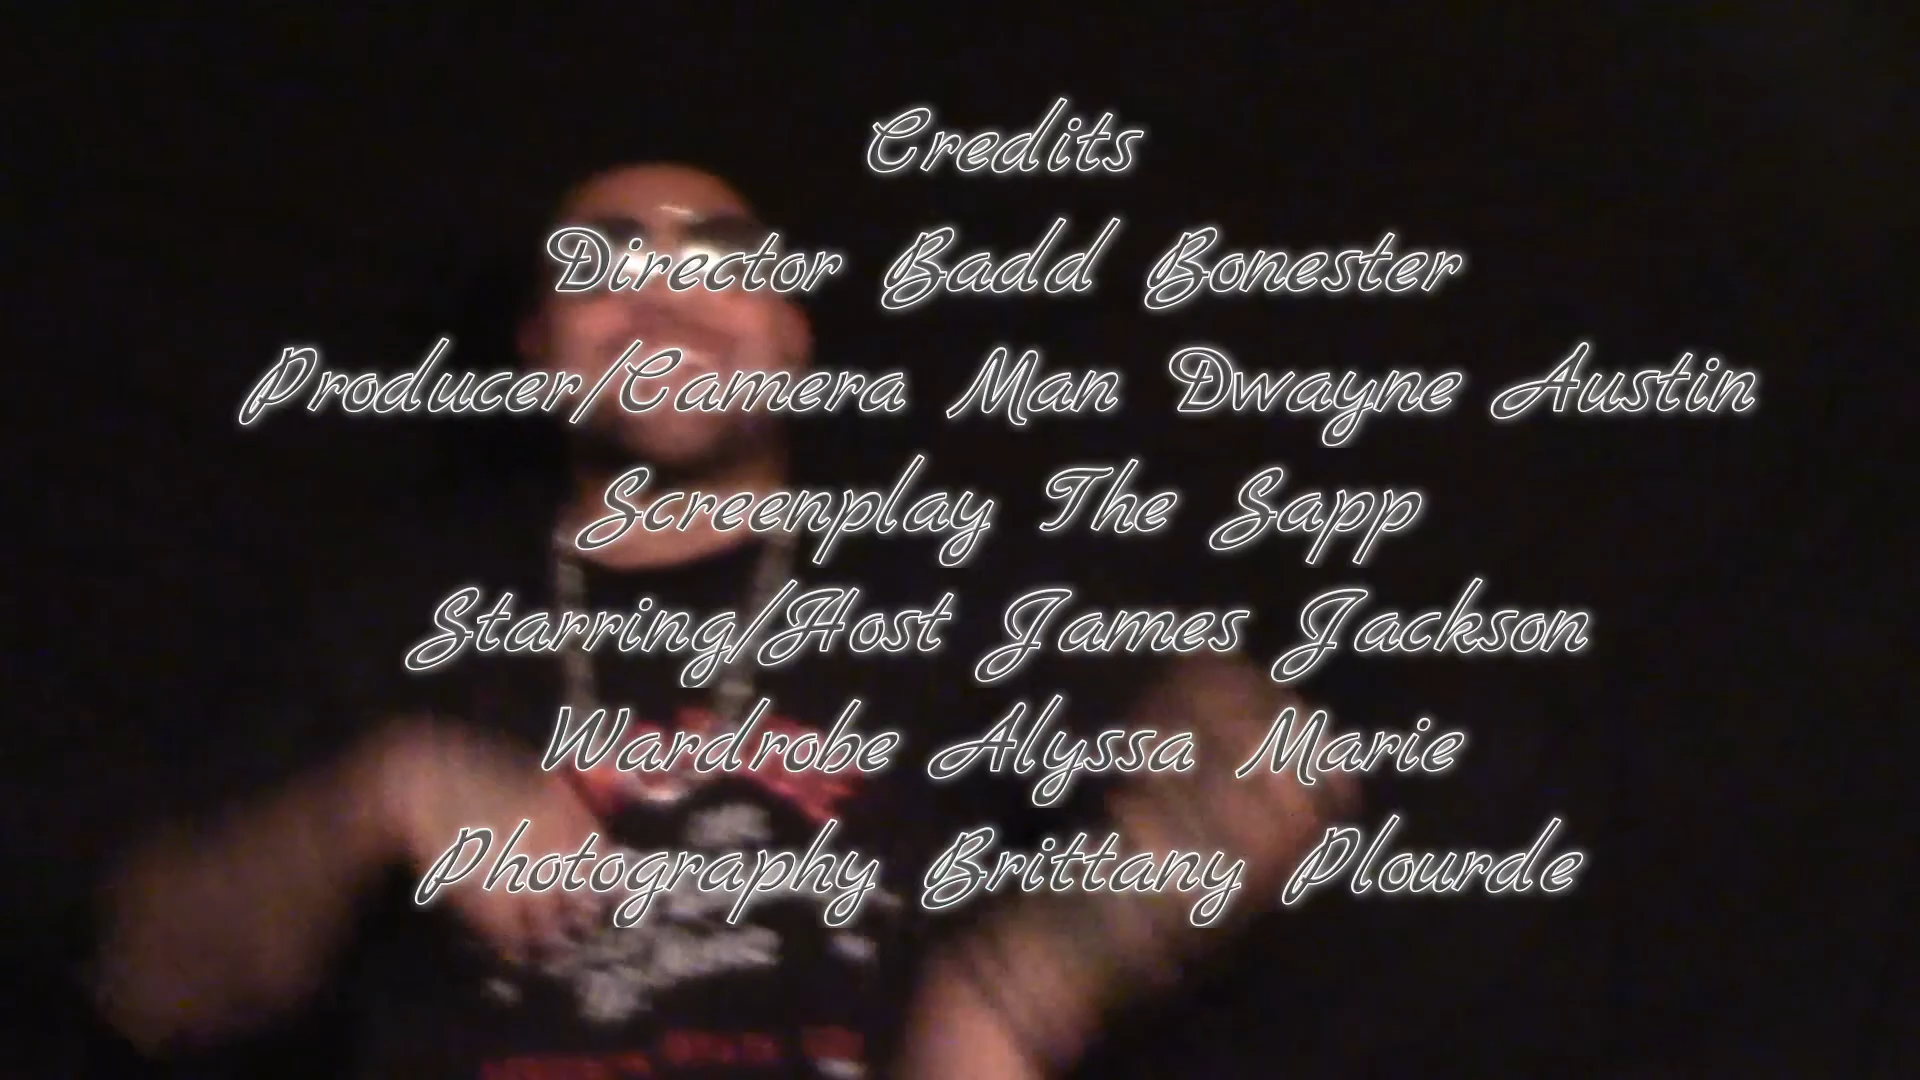 Credits
Director Badd Bonester
Producer/Camera Man Dwayne Austin
Screenplay The Sapp
Starring/Host James Jackson
Wardrobe Alyssa Marie
Photography Brittany Plourde